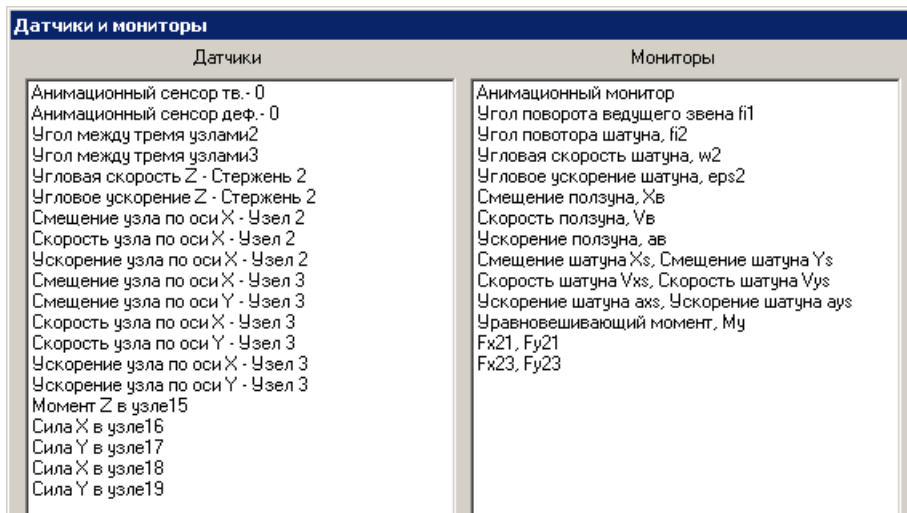 Датчики и мониторы
Датчики
Анимационный сенсор тв.- 0
Анимационный сенсор деф.- 0
Угол между тремя узлами2
Угол между тремя узлами3
Угловая скорость Z - Стержень 2
Угловое ускорение Z - Стержень 2
Смещение узла по оси X - Узел 2
Скорость узла по оси X - Узел 2
Ускорение узла по оси X - Узел 2
Смещение узла по оси X - Узел 3
Смещение узла по оси Y - Узел 3
Скорость узла по оси X - Узел 3
Скорость узла по оси Y - Узел 3
Ускорение узла по оси X - Узел 3
Ускорение узла по оси Y - Узел 3
Момент Z в узле15
Сила X в узле16
Сила Y в узле17
Сила X в узле18
Сила Y в узле19
Мониторы
Анимационный монитор
Угол поворота ведущего звена fi1
Угол повотора шатуна, fi2
Угловая скорость шатуна, w2
Угловое ускорение шатуна, eps2
Смещение ползуна, Xв
Скорость ползуна, Vв
Ускорение ползуна, aв
Смещение шатуна Xs, Смещение шатуна Ys
Скорость шатуна Vxs, Скорость шатуна Vys
Ускорение шатуна axs, Ускорение шатуна ays
Уравновешивающий момент, My
Fx21, Fy21
Fx23, Fy23